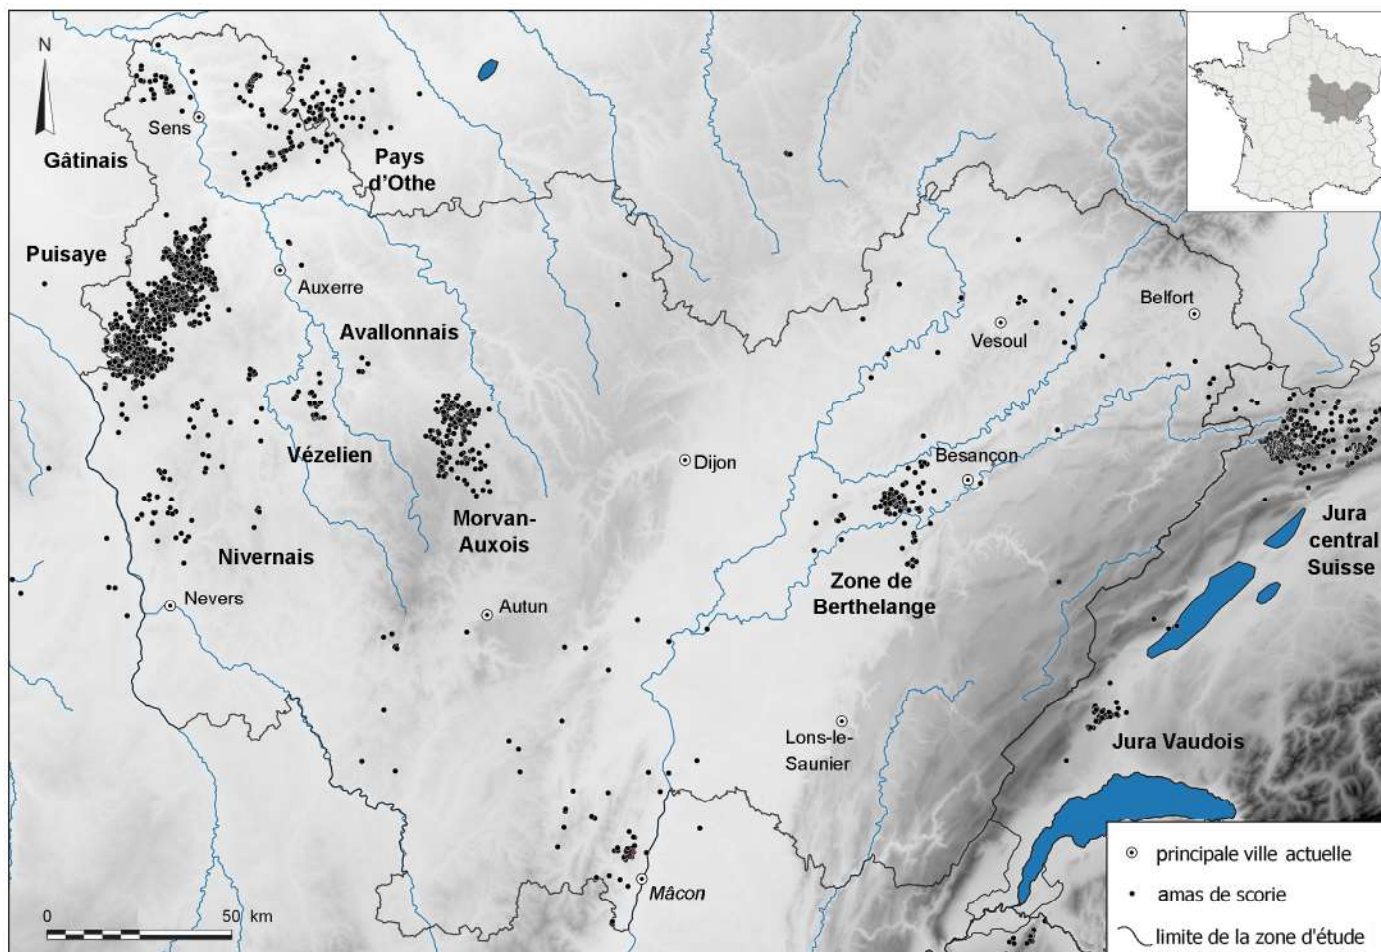 N
Sens
Gâtinais
Pays
d'Othe
Puisaye
Auxerre
Avallonnais
Belfort
Vesoul
Vézelien
Dijon
Besançon
Morvan-
Auxois
Nivernais
Jura
central
Suisse
Zone de
Berthelange
Nevers
Autun
Lons-le-
Saunier
Jura Vaudois
Mâcon
0
50 km
principale ville actuelle
amas de scorie
limite de la zone d'étude